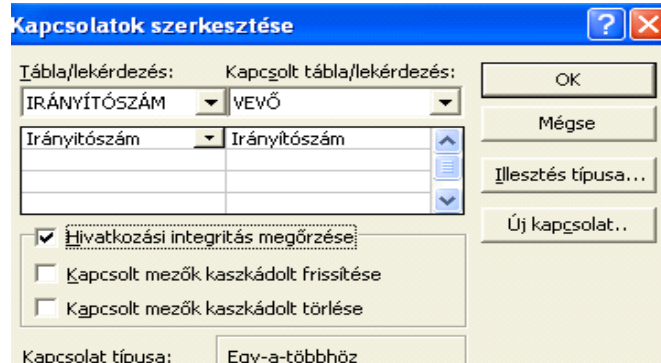 Kapcsolatok szerkesztése
Tábla/lekérdezés: Kapcsolt tábla/lekérdezés:
OK
IRÁNYÍTÓSZÁM VEVŐ
Mégse
Irányitószám Irányítószám
Illesztés típusa...
Új kapcsolat..
Hivatkozási integritás megőrzése
Kapcsolt mezők kaszkádolt frissítése
Kapcsolt mezők kaszkádolt törlése
Kapcsolat típusa: Egy-a-többhöz